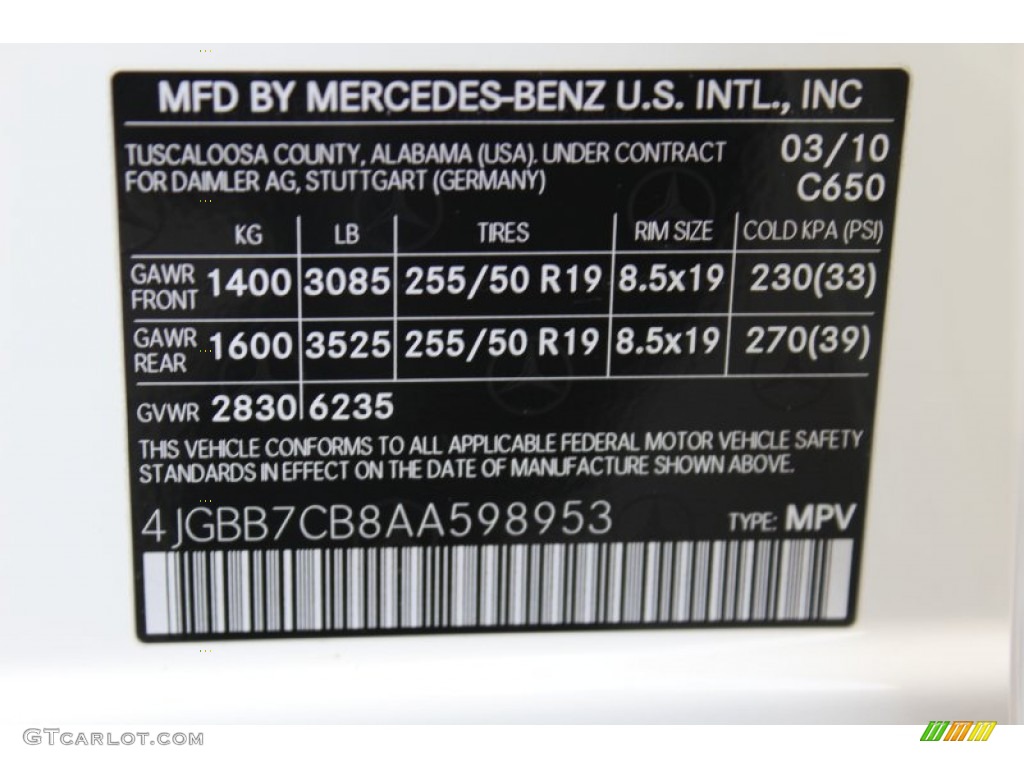 MFD BY MERCEDES-BENZ U.S. INTL., INC
TUSCALOOSA COUNTY, ALABAMA (USA). UNDER CONTRACT 03/10
FOR DAIMLER AG, STUTTGART (GERMANY) C650
KG LB TIRES RIM SIZE COLD KPA (PSI)
GAWR FRONT 1400 3085 255/50 R19 8.5x19 230(33)
GAWR REAR 1600 3525 255/50 R19 8.5x19 270(39)
GVWR 2830 6235
THIS VEHICLE CONFORMS TO ALL APPLICABLE FEDERAL MOTOR VEHICLE SAFETY
STANDARDS IN EFFECT ON THE DATE OF MANUFACTURE SHOWN ABOVE.
4JGBB7CB8AA598953 TYPE: MPV
GTCARLOT.COM